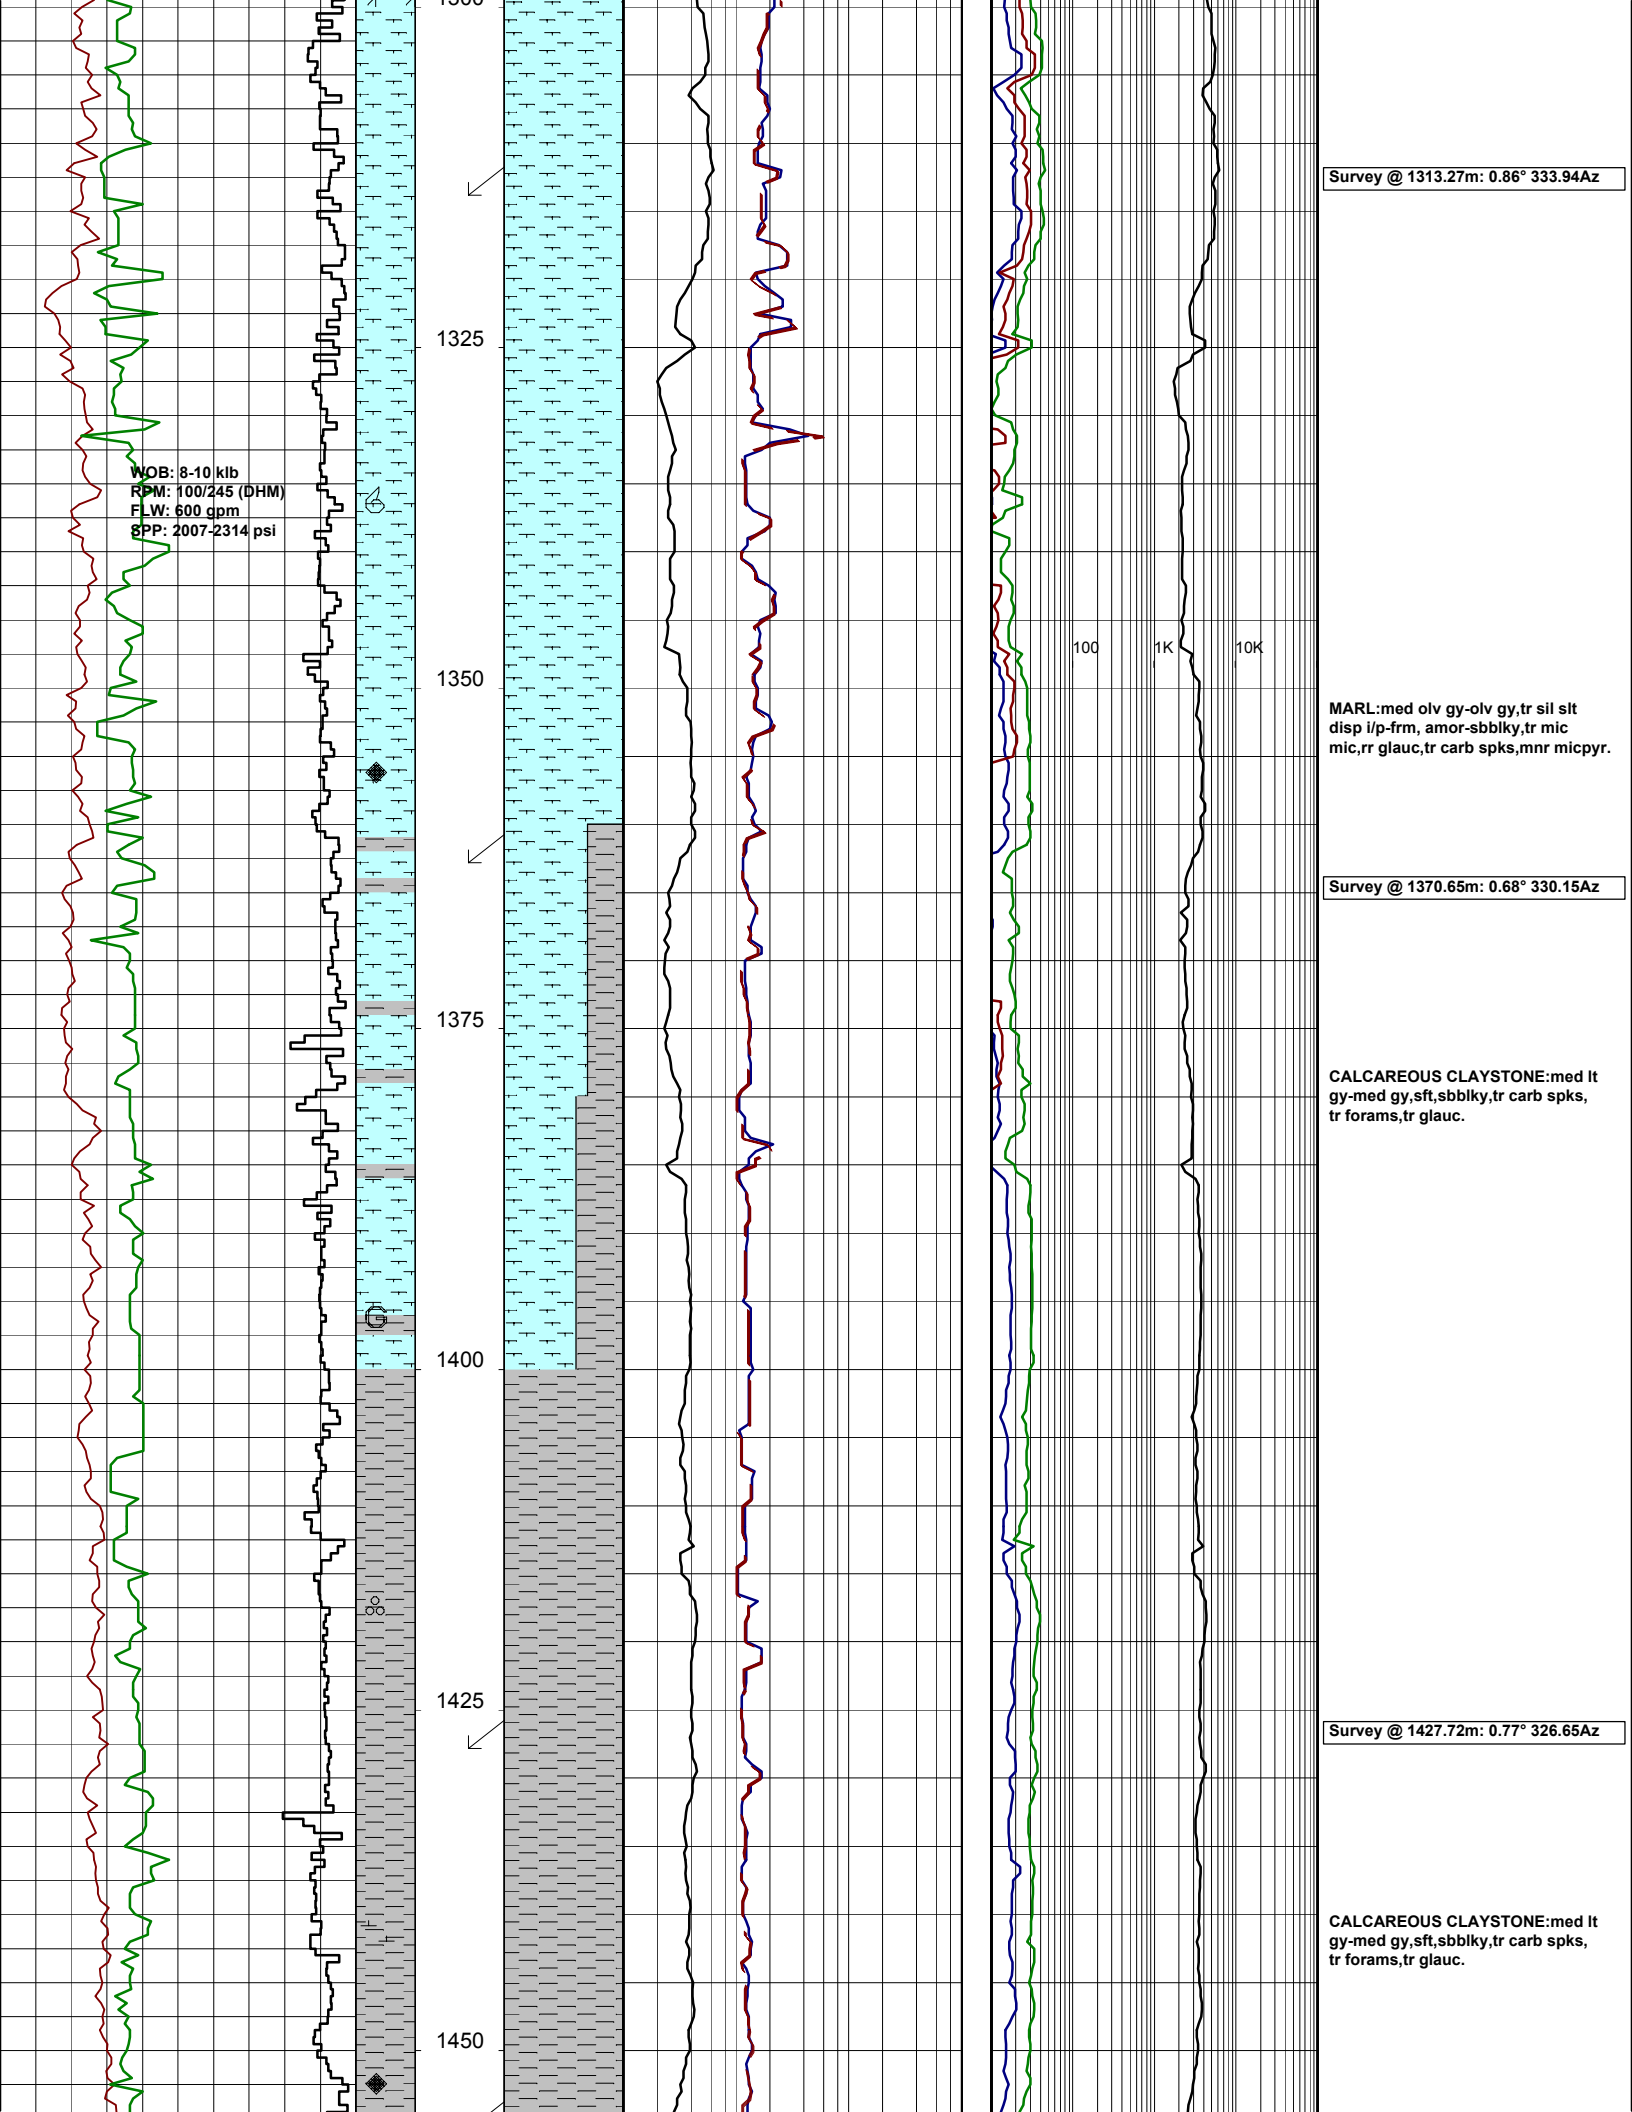 1300
Survey @ 1313.27m: 0.86° 333.94Az
1325
WOB: 8-10 klb
RPM: 100/245 (DHM)
FLW: 600 gpm
SPP: 2007-2314 psi
100 1K 10K
1350
MARL:med olv gy-olv gy,tr sil slt
disp i/p-frm, amor-sbblky,tr mic
mic,rr glauc,tr carb spks,mnr micpyr.
Survey @ 1370.65m: 0.68° 330.15Az
1375
CALCAREOUS CLAYSTONE:med lt
gy-med gy,sft,sbblky,tr carb spks,
tr forams,tr glauc.
G
1400
1425
Survey @ 1427.72m: 0.77° 326.65Az
CALCAREOUS CLAYSTONE:med lt
gy-med gy,sft,sbblky,tr carb spks,
tr forams,tr glauc.
1450